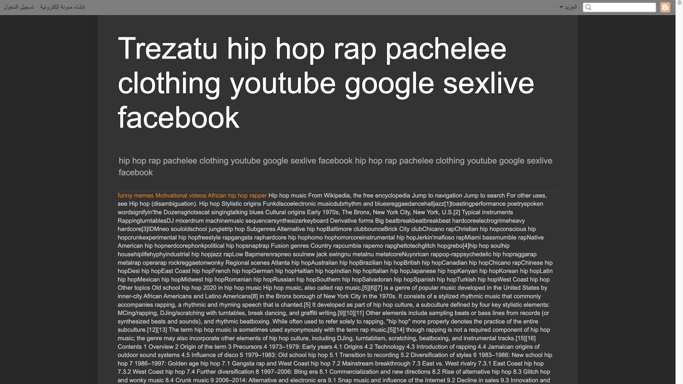 إنشاء مدونة إلكترونية تسجيل الدخول
المزيد
Trezatu hip hop rap pachelee
clothing youtube google sexlive
facebook
hip hop rap pachelee clothing youtube google sexlive facebook hip hop rap pachelee clothing youtube google sexlive
facebook
funny memes Motivational videos African hip hop rapper Hip hop music From Wikipedia, the free encyclopedia Jump to navigation Jump to search For other uses,
see Hip hop (disambiguation). Hip hop Stylistic origins Funkdiscoelectronic musicdubrhythm and bluesreggaedancehalljazz[1]toastingperformance poetryspoken
wordsignifyin'the Dozensgriotsscat singingtalking blues Cultural origins Early 1970s, The Bronx, New York City, New York, U.S.[2] Typical instruments
RappingturntablesDJ mixerdrum machinemusic sequencersynthesizerkeyboard Derivative forms Big beatbreakbeatbreakbeat hardcoreelectrogrimeheavy
hardcore[3]IDMneo souloldschool jungletrip hop Subgenres Alternative hip hopBaltimore clubbounceBrick City clubChicano rapChristian hip hopconscious hip
hopcrunkexperimental hip hopfreestyle rapgangsta raphardcore hip hophomo hophorrorcoreinstrumental hip hopJerkin'mafioso rapMiami bassmumble rapNative
American hip hopnerdcorephonkpolitical hip hopsnaptrap Fusion genres Country rapcumbia rapemo rapghettotechglitch hopgrebo[4]hip hop soulhip
househiplifehyphyindustrial hip hopjazz rapLow Bapmerenrapneo soulnew jack swingnu metalnu metalcoreNuyorican rappop-rappsychedelic hip hopraggarap
metalrap operarap rockreggaetonwonky Regional scenes Atlanta hip hopAustralian hip hopBrazilian hip hopBritish hip hopCanadian hip hopChicano rapChinese hip
hopDesi hip hopEast Coast hip hopFrench hip hopGerman hip hopHaitian hip hopIndian hip hopItalian hip hopJapanese hip hopKenyan hip hopKorean hip hopLatin
hip hopMexican hip hopMidwest hip hopRomanian hip hopRussian hip hopSalvadoran hip hopSouthern hip hopSpanish hip hopTurkish hip hopWest Coast hip hop
Other topics Old school hip hop 2020 in hip hop music Hip hop music, also called rap music,[5][6][7] is a genre of popular music developed in the United States by
inner-city African Americans and Latino Americans[8] in the Bronx borough of New York City in the 1970s. It consists of a stylized rhythmic music that commonly
accompanies rapping, a rhythmic and rhyming speech that is chanted.[5] It developed as part of hip hop culture, a subculture defined by four key stylistic elements:
MCing/rapping, DJing/scratching with turntables, break dancing, and graffiti writing.[9][10][11] Other elements include sampling beats or bass lines from records (or
synthesized beats and sounds), and rhythmic beatboxing. While often used to refer solely to rapping, "hip hop" more properly denotes the practice of the entire
subculture.[12][13] The term hip hop music is sometimes used synonymously with the term rap music,[5][14] though rapping is not a required component of hip hop
music; the genre may also incorporate other elements of hip hop culture, including DJing, turntablism, scratching, beatboxing, and instrumental tracks.[15][16]
Contents 1 Overview 2 Origin of the term 3 Precursors 4 1973–1979: Early years 4.1 Origins 4.2 Technology 4.3 Introduction of rapping 4.4 Jamaican origins of
outdoor sound systems 4.5 Influence of disco 5 1979–1983: Old school hip hop 5.1 Transition to recording 5.2 Diversification of styles 6 1983–1986: New school hip
hop 7 1986–1997: Golden age hip hop 7.1 Gangsta rap and West Coast hip hop 7.2 Mainstream breakthrough 7.3 East vs. West rivalry 7.3.1 East Coast hip hop
7.3.2 West Coast hip hop 7.4 Further diversification 8 1997–2006: Bling era 8.1 Commercialization and new directions 8.2 Rise of alternative hip hop 8.3 Glitch hop
and wonky music 8.4 Crunk music 9 2006–2014: Alternative and electronic era 9.1 Snap music and influence of the Internet 9.2 Decline in sales 9.3 Innovation and